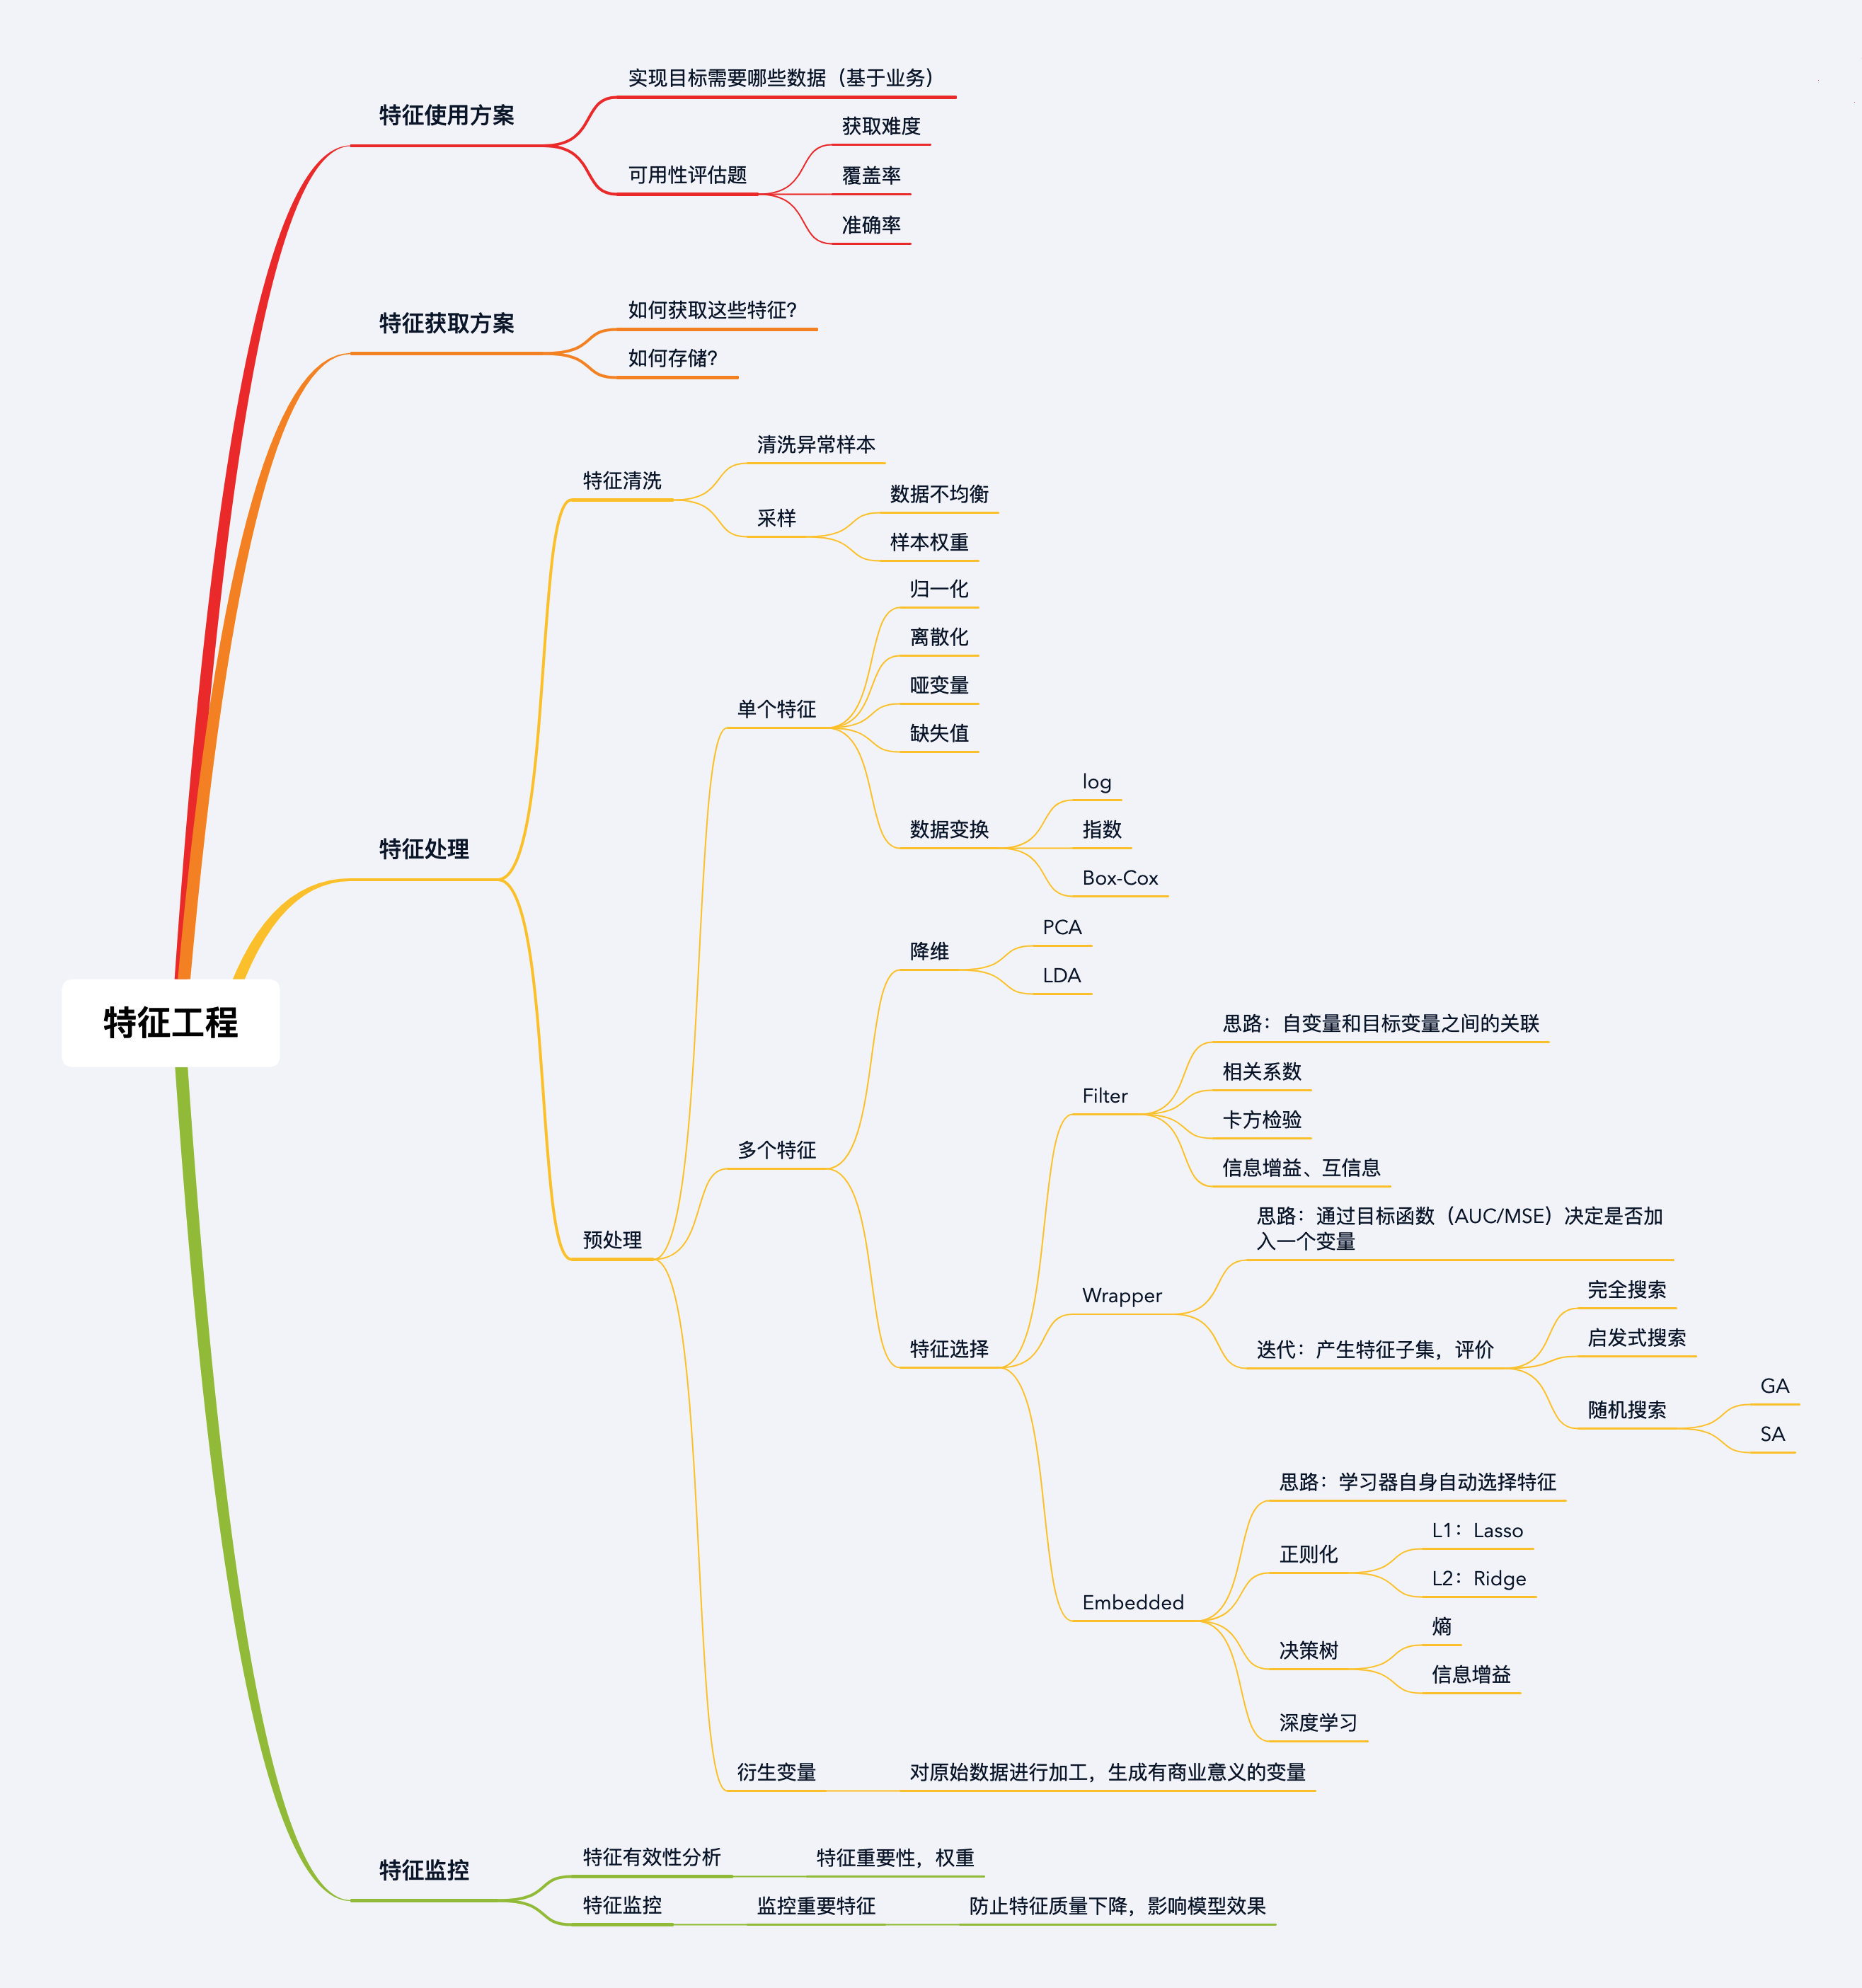 特征工程
特征使用方案
实现目标需要哪些数据（基于业务）
可用性评估题
获取难度
覆盖率
准确率
特征获取方案
如何获取这些特征?
如何存储?
特征处理
特征清洗
清洗异常样本
采样
数据不均衡
样本权重
预处理
单个特征
归一化
离散化
哑变量
缺失值
数据变换
log
指数
Box-Cox
多个特征
降维
PCA
LDA
特征选择
Filter
思路：自变量和目标变量之间的关联
相关系数
卡方检验
信息增益、互信息
Wrapper
思路：通过目标函数（AUC/MSE）决定是否加
入一个变量
迭代：产生特征子集，评价
完全搜索
启发式搜索
随机搜索
GA
SA
Embedded
思路：学习器自身自动选择特征
正则化
L1：Lasso
L2：Ridge
决策树
熵
信息增益
深度学习
衍生变量
对原始数据进行加工，生成有商业意义的变量
特征监控
特征有效性分析
特征重要性，权重
特征监控
监控重要特征
防止特征质量下降，影响模型效果